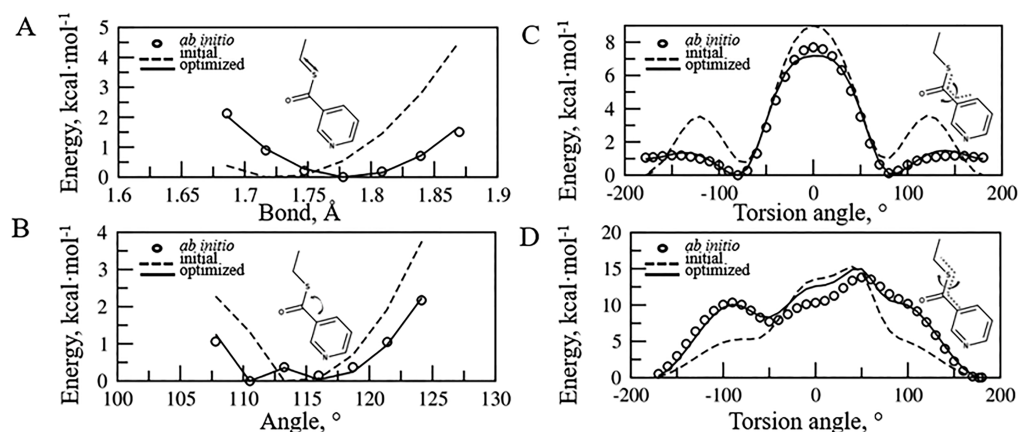 A
Energy, kcal·mol-1
5
4
3
2
1
0
ab initio
initial
optimized
S
O
N
1.6
1.65
1.7
1.75
1.8
1.85
1.9
Bond, Å
B
Energy, kcal·mol-1
4
3
2
1
0
ab initio
initial
optimized
S
O
N
100
105
110
115
120
125
130
Angle, °
C
Energy, kcal·mol-1
8
6
4
2
0
ab initio
initial
optimized
S
O
N
-200
-100
0
100
200
Torsion angle, °
D
Energy, kcal·mol-1
20
15
10
5
0
ab initio
initial
optimized
S
O
N
-200
-100
0
100
200
Torsion angle, °